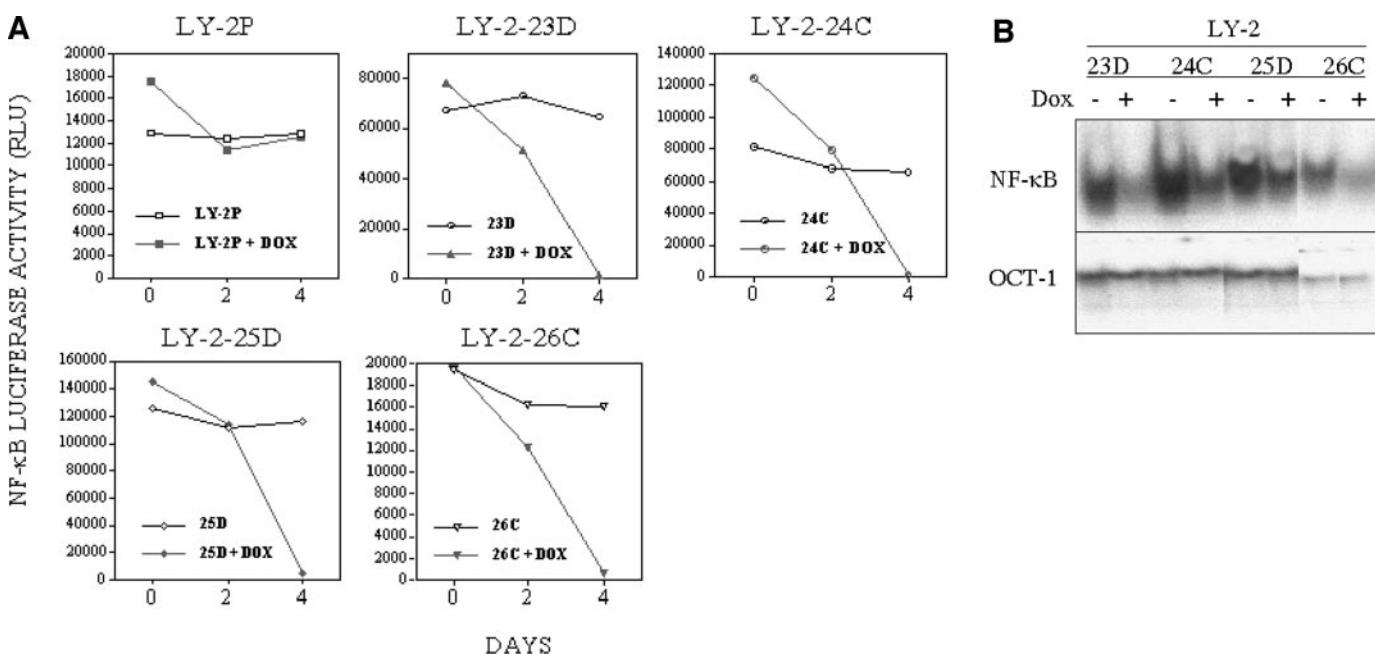 A
NF-κB LUCIFERASE ACTIVITY (RLU)
LY-2P
20000
18000
16000
14000
12000
10000
8000
6000
4000
2000
0
LY-2P
LY-2P + DOX
0 2 4
LY-2-23D
80000
60000
40000
20000
0
23D
23D + DOX
0 2 4
LY-2-24C
140000
120000
100000
80000
60000
40000
20000
0
24C
24C + DOX
0 2 4
LY-2-25D
160000
140000
120000
100000
80000
60000
40000
20000
0
25D
25D + DOX
0 2 4
LY-2-26C
20000
18000
16000
14000
12000
10000
8000
6000
4000
2000
0
26C
26C + DOX
0 2 4
DAYS
B
LY-2
23D 24C 25D 26C
Dox - + - + - + - +
NF-κB
OCT-1